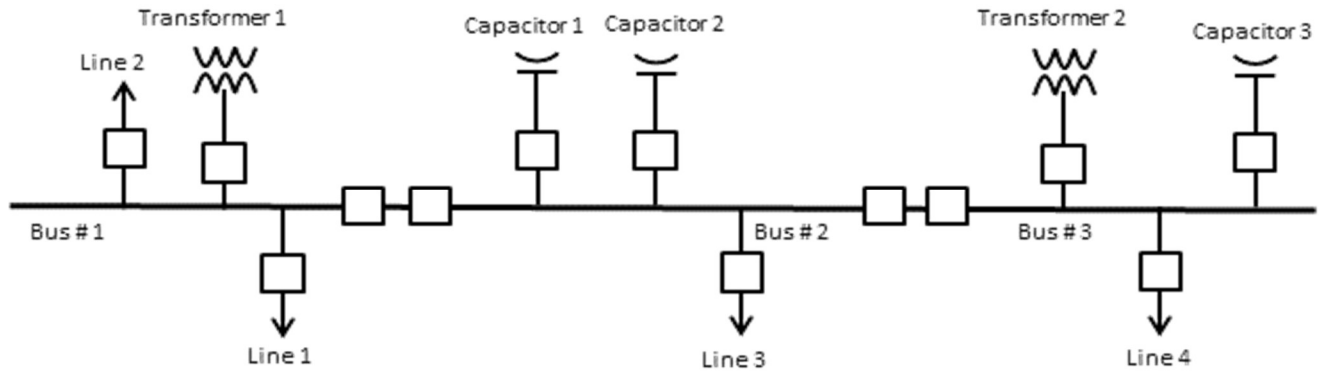 Transformer 1
Capacitor 1
Capacitor 2
Transformer 2
Capacitor 3
Line 2
Bus # 1
Bus # 2
Bus # 3
Line 1
Line 3
Line 4